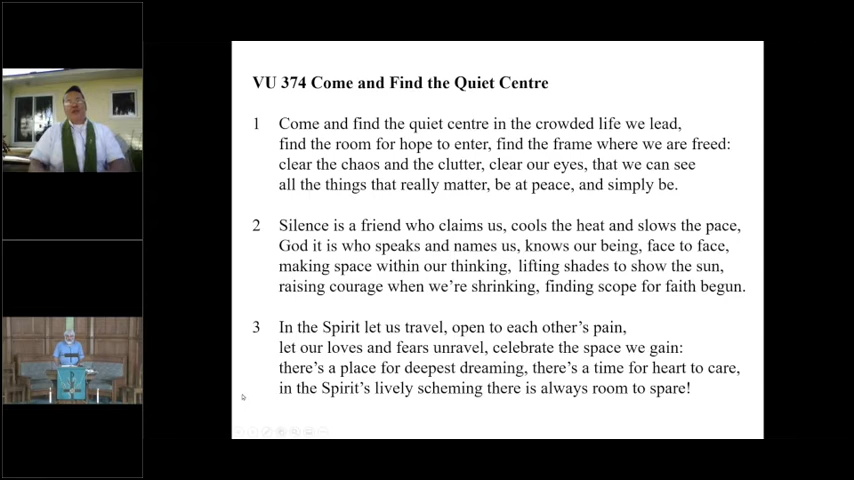 VU 374 Come and Find the Quiet Centre
1 Come and find the quiet centre in the crowded life we lead,
find the room for hope to enter, find the frame where we are freed:
clear the chaos and the clutter, clear our eyes, that we can see
all the things that really matter, be at peace, and simply be.
2 Silence is a friend who claims us, cools the heat and slows the pace,
God it is who speaks and names us, knows our being, face to face,
making space within our thinking, lifting shades to show the sun,
raising courage when we're shrinking, finding scope for faith begun.
3 In the Spirit let us travel, open to each other's pain,
let our loves and fears unravel, celebrate the space we gain:
there's a place for deepest dreaming, there's a time for heart to care,
in the Spirit's lively scheming there is always room to spare!